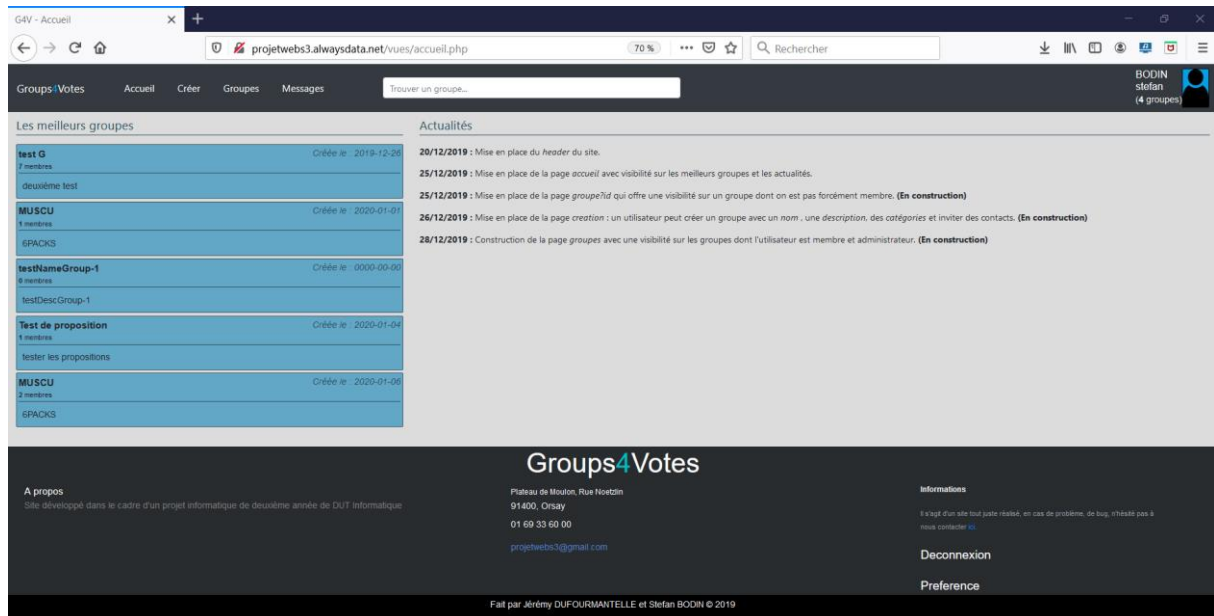 G4V - Accueil
projetwebs3.alwaysdata.net/vues/accueil.php
70 %
Rechercher
Groups4Votes
Accueil
Créer
Groupes
Messages
Trouver un groupe...
BODIN
stefan
(4 groupes)
Les meilleurs groupes
test G
Créée le : 2019-12-26
7 membres
deuxième test
MUSCU
Créée le : 2020-01-01
1 membres
6PACKS
testNameGroup-1
Créée le : 0000-00-00
0 membres
testDescGroup-1
Test de proposition
Créée le : 2020-01-04
1 membres
tester les propositions
MUSCU
Créée le : 2020-01-06
2 membres
6PACKS
Actualités
20/12/2019 : Mise en place du header du site.
25/12/2019 : Mise en place de la page accueil avec visibilité sur les meilleurs groupes et les actualités.
25/12/2019 : Mise en place de la page groupe?id qui offre une visibilité sur un groupe dont on est pas forcément membre. (En construction)
26/12/2019 : Mise en place de la page creation : un utilisateur peut créer un groupe avec un nom , une description, des catégories et inviter des contacts. (En construction)
28/12/2019 : Construction de la page groupes avec une visibilité sur les groupes dont l'utilisateur est membre et administrateur. (En construction)
Groups4Votes
A propos
Site développé dans le cadre d'un projet informatique de deuxième année de DUT Informatique
Plateau de Moulon, Rue Noetzlin
91400, Orsay
01 69 33 60 00
projetwebs3@gmail.com
Informations
Il s'agit d'un site tout juste réalisé, en cas de problème, de bug, n'hésité pas à
nous contacter ici.
Deconnexion
Preference
Fait par Jérémy DUFOURMANTELLE et Stefan BODIN © 2019